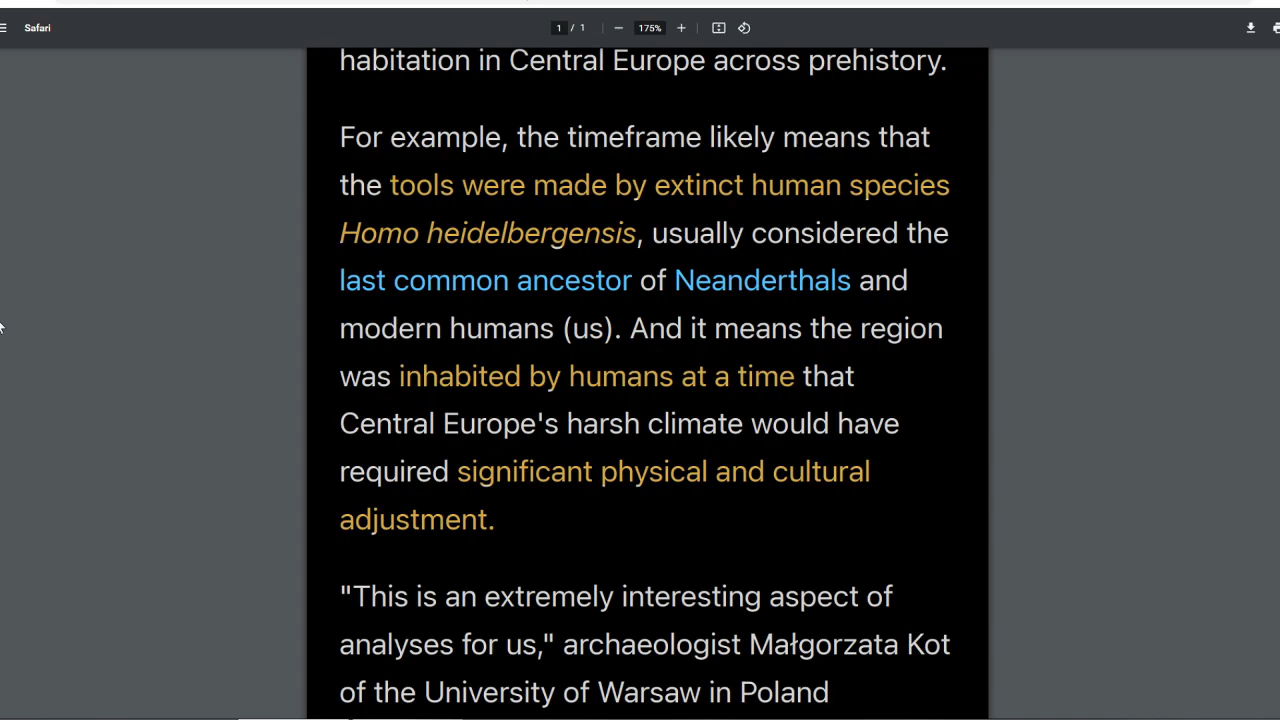 Safari
1 / 1
175%
habitation in Central Europe across prehistory.
For example, the timeframe likely means that
the tools were made by extinct human species
Homo heidelbergensis, usually considered the
last common ancestor of Neanderthals and
modern humans (us). And it means the region
was inhabited by humans at a time that
Central Europe's harsh climate would have
required significant physical and cultural
adjustment.
"This is an extremely interesting aspect of
analyses for us," archaeologist Małgorzata Kot
of the University of Warsaw in Poland